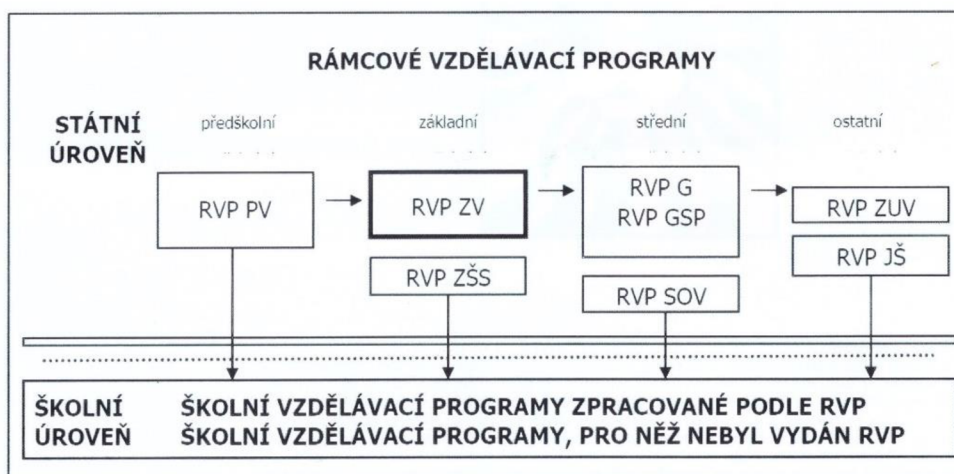 RÁMCOVÉ VZDĚLÁVACÍ PROGRAMY
STÁTNÍ
ÚROVEŇ
předškolní
základní
střední
ostatní
RVP PV
RVP ZV
RVP G
RVP GSP
RVP ZUV
RVP ZŠS
RVP SOV
RVP JŠ
ŠKOLNÍ ŠKOLNÍ VZDĚLÁVACÍ PROGRAMY ZPRACOVANÉ PODLE RVP
ÚROVEŇ ŠKOLNÍ VZDĚLÁVACÍ PROGRAMY, PRO NĚŽ NEBYL VYDÁN RVP